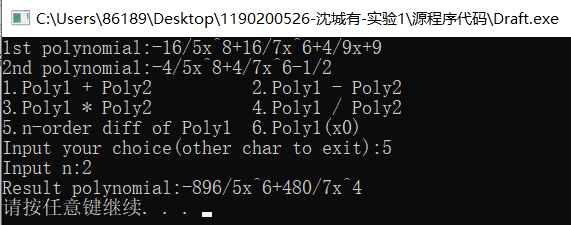 C:\Users\86189\Desktop\1190200526-沈城有-实验1\源程序代码\Draft.exe
1st polynomial:-16/5x^8+16/7x^6+4/9x+9
2nd polynomial:-4/5x^8+4/7x^6-1/2
1.Poly1 + Poly2 2.Poly1 - Poly2
3.Poly1 * Poly2 4.Poly1 / Poly2
5.n-order diff of Poly1 6.Poly1(x0)
Input your choice(other char to exit):5
Input n:2
Result polynomial:-896/5x^6+480/7x^4
请按任意键继续. . .